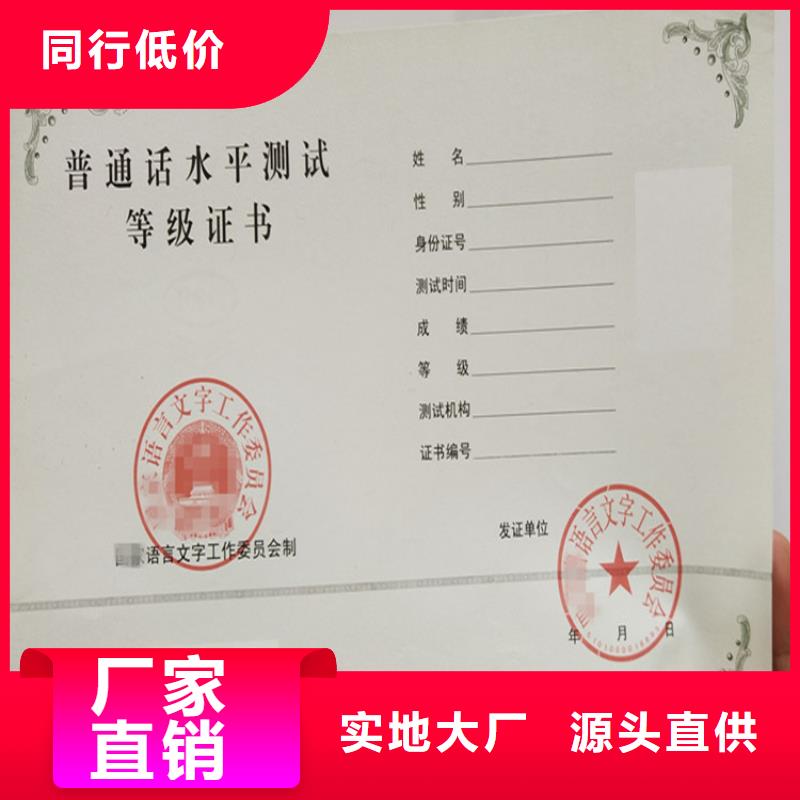 同行低价
普通话水平测试
等级证书
姓 名
性 别
身份证号
测试时间
成 绩
等 级
测试机构
证书编号
语言文字工作委员会
语言文字工作委员会制
发证单位
语言文字工作委员会
年 月 日
厂家
直销
实地大厂 源头直供